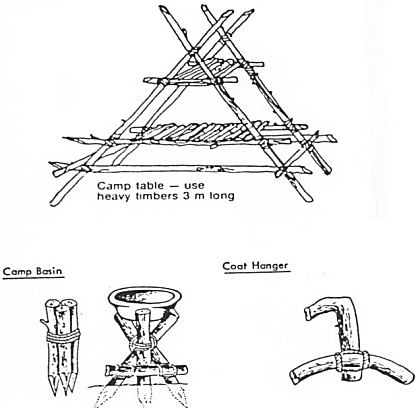 Camp table — use
heavy timbers 3 m long
Camp Basin
Coat Hanger